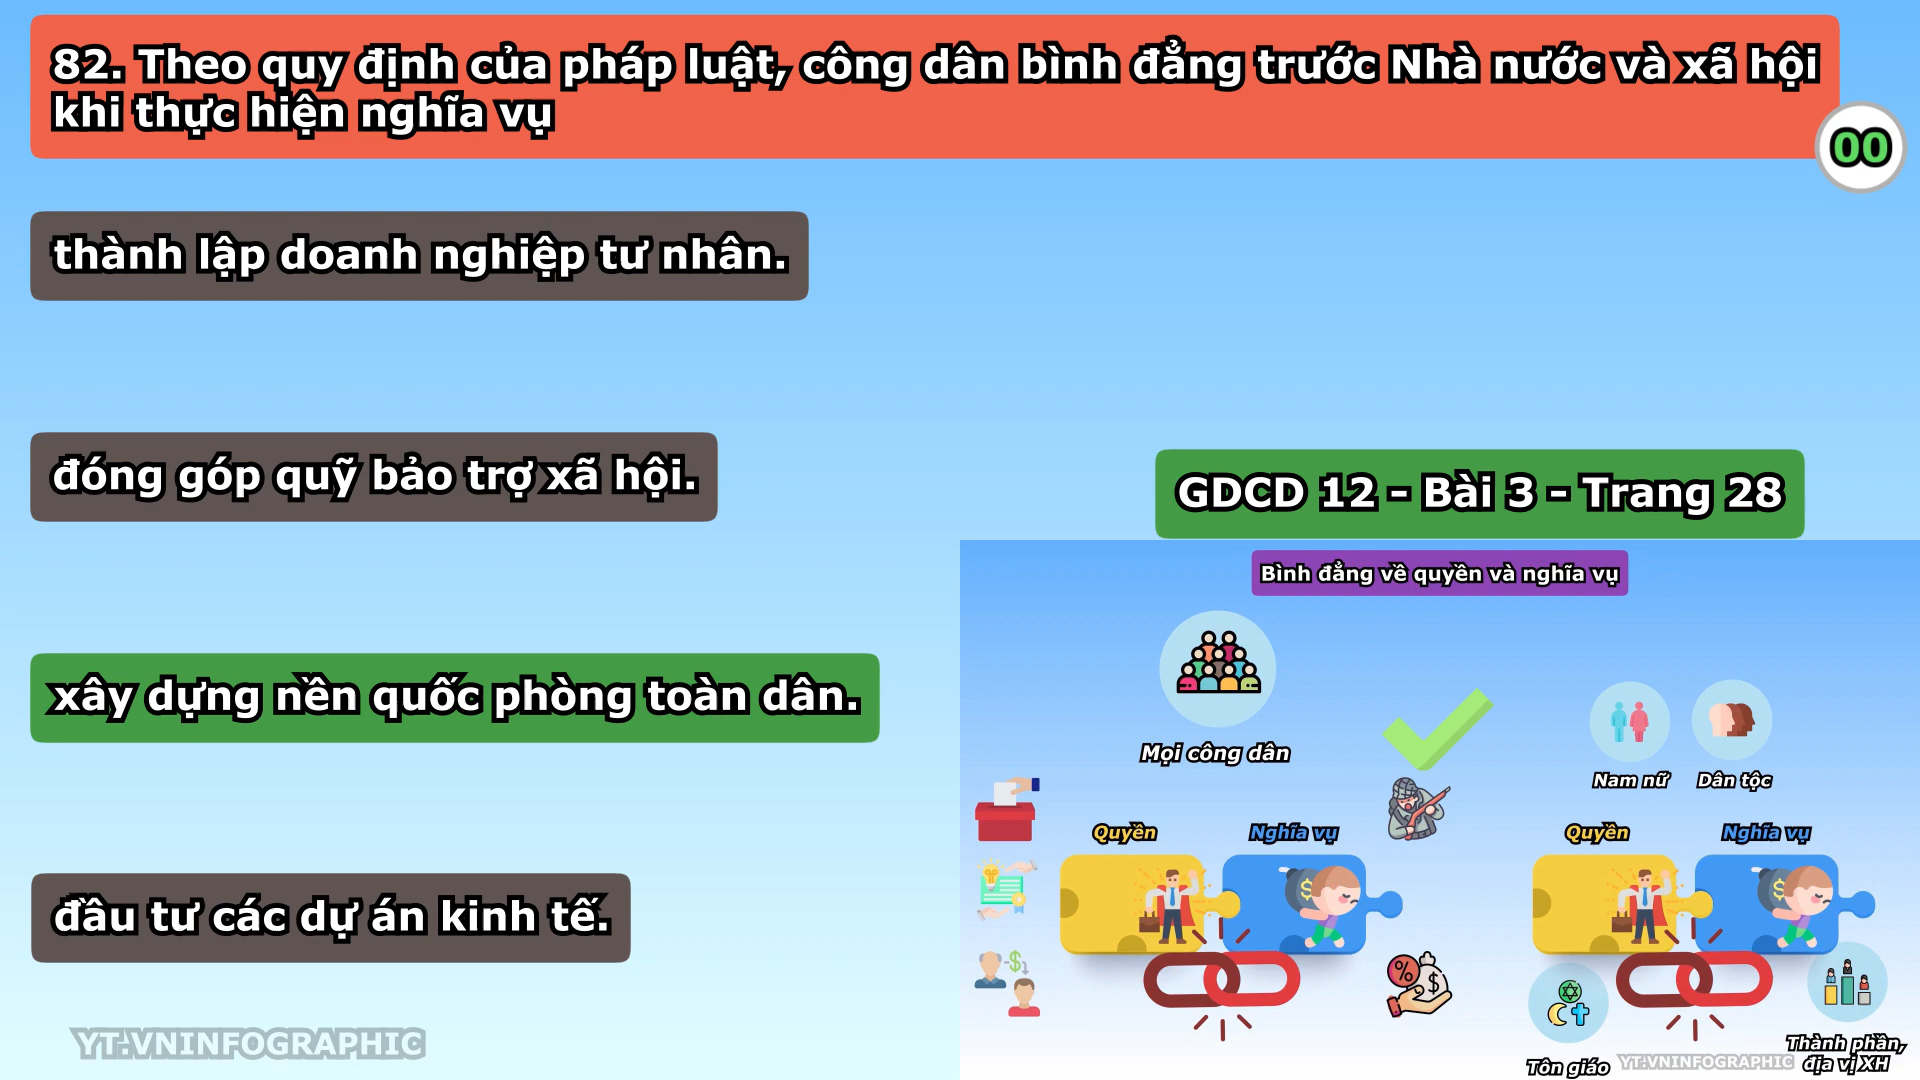 82. Theo quy định của pháp luật, công dân bình đẳng trước Nhà nước và xã hội
khi thực hiện nghĩa vụ
00
thành lập doanh nghiệp tư nhân.
đóng góp quỹ bảo trợ xã hội.
xây dựng nền quốc phòng toàn dân.
đầu tư các dự án kinh tế.
YT.VNINFOGRAPHIC
GDCD 12 - Bài 3 - Trang 28
Bình đẳng về quyền và nghĩa vụ
Mọi công dân
Nam nữ
Dân tộc
Quyền
Nghĩa vụ
Quyền
Nghĩa vụ
Tôn giáo
YT.VNINFOGRAPHIC
Thành phần,
địa vị XH